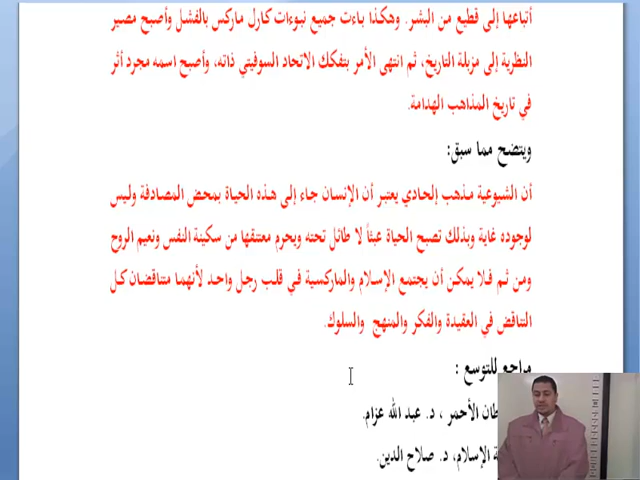 أتباعها إلى قطيع من البشر. وهكذا باءت جميع نبوءات كارل ماركس بالفشل وأصبح مصير
النظرية إلى مزبلة التاريخ، ثم انتهى الأمر بتفكك الاتحاد السوفيتي ذاته، وأصبح اسمه مجرد أثر
في تاريخ المذاهب الهدامة.
ويتضح مما سبق:
أن الشيوعية مذهب إلحادي يعتبر أن الإنسان جاء إلى هذه الحياة بمحض المصادفة وليس
لوجوده غاية وبذلك تصبح الحياة عبثاً لا طائل تحته ويحرم معتنقها من سكينة النفس ونعيم الروح
ومن ثم فلا يمكن أن يجتمع الإسلام والماركسية في قلب رجل واحد لأنهما متناقضان كل
التناقض في العقيدة والفكر والمنهج والسلوك.
مراجع للتوسع :
الأحمر ، د. عبد الله عزام.
الإسلام، د. صلاح الدين.